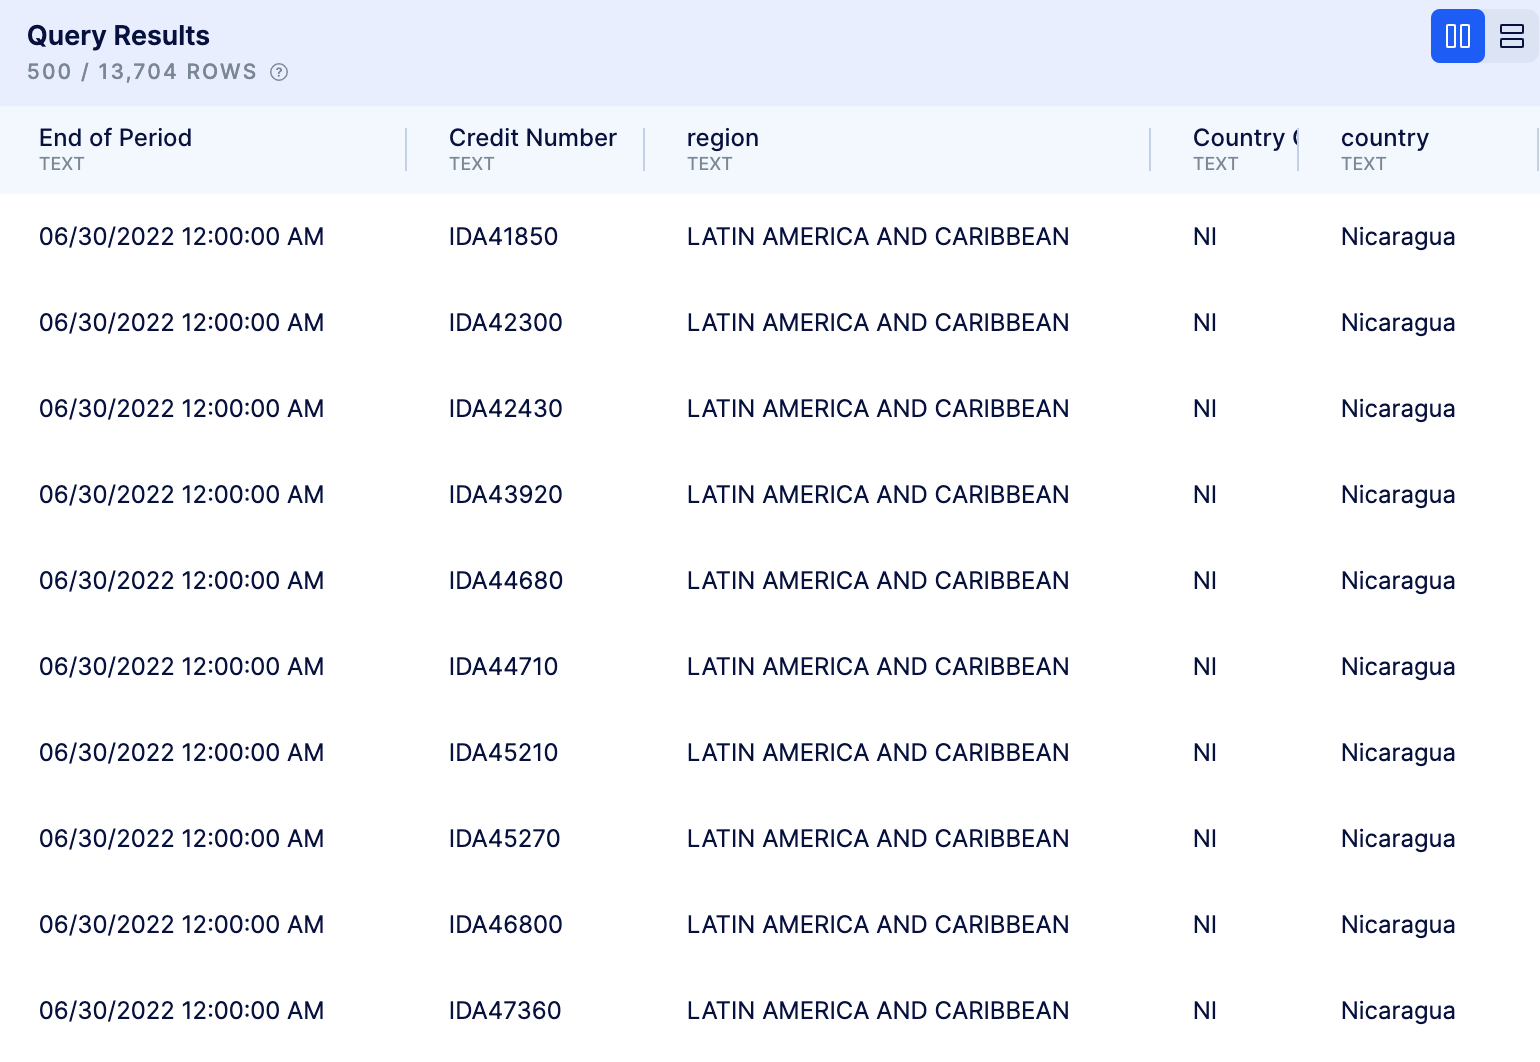 Query Results
500 / 13,704 ROWS ?
End of Period Credit Number region Country country
TEXT TEXT TEXT TEXT TEXT
06/30/2022 12:00:00 AM IDA41850 LATIN AMERICA AND CARIBBEAN NI Nicaragua
06/30/2022 12:00:00 AM IDA42300 LATIN AMERICA AND CARIBBEAN NI Nicaragua
06/30/2022 12:00:00 AM IDA42430 LATIN AMERICA AND CARIBBEAN NI Nicaragua
06/30/2022 12:00:00 AM IDA43920 LATIN AMERICA AND CARIBBEAN NI Nicaragua
06/30/2022 12:00:00 AM IDA44680 LATIN AMERICA AND CARIBBEAN NI Nicaragua
06/30/2022 12:00:00 AM IDA44710 LATIN AMERICA AND CARIBBEAN NI Nicaragua
06/30/2022 12:00:00 AM IDA45210 LATIN AMERICA AND CARIBBEAN NI Nicaragua
06/30/2022 12:00:00 AM IDA45270 LATIN AMERICA AND CARIBBEAN NI Nicaragua
06/30/2022 12:00:00 AM IDA46800 LATIN AMERICA AND CARIBBEAN NI Nicaragua
06/30/2022 12:00:00 AM IDA47360 LATIN AMERICA AND CARIBBEAN NI Nicaragua